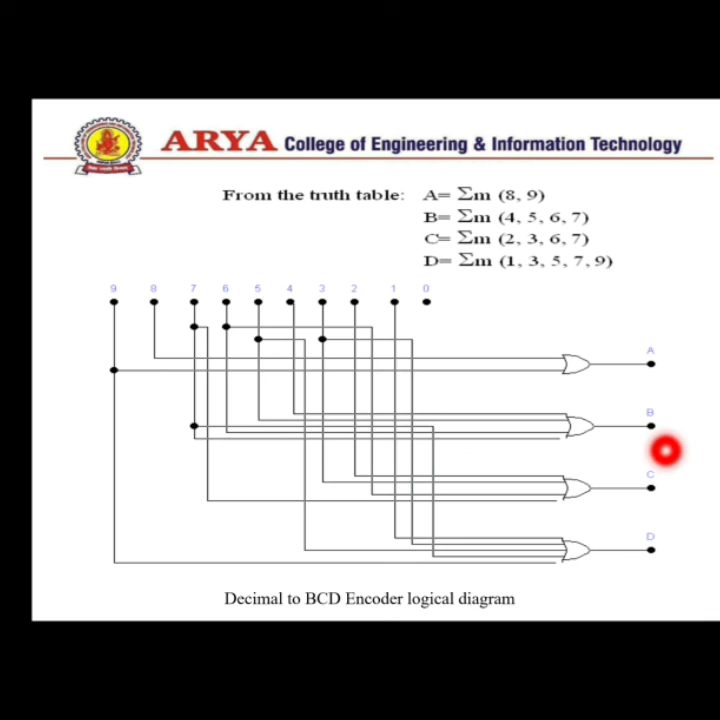 ARYA College of Engineering & Information Technology
From the truth table: A= Σm (8, 9)
B= Σm (4, 5, 6, 7)
C= Σm (2, 3, 6, 7)
D= Σm (1, 3, 5, 7, 9)
9 8 7 6 5 4 3 2 1 0
A
B
C
D
Decimal to BCD Encoder logical diagram